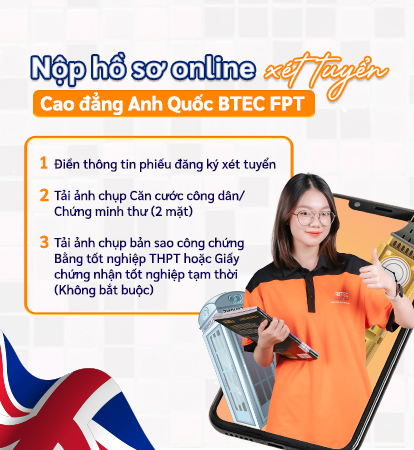 Nộp hồ sơ online xét tuyển
Cao đẳng Anh Quốc BTEC FPT
1 Điền thông tin phiếu đăng ký xét tuyển
2 Tải ảnh chụp Căn cước công dân/
Chứng minh thư (2 mặt)
3 Tải ảnh chụp bản sao công chứng
Bằng tốt nghiệp THPT hoặc Giấy
chứng nhận tốt nghiệp tạm thời
(Không bắt buộc)
BTEC